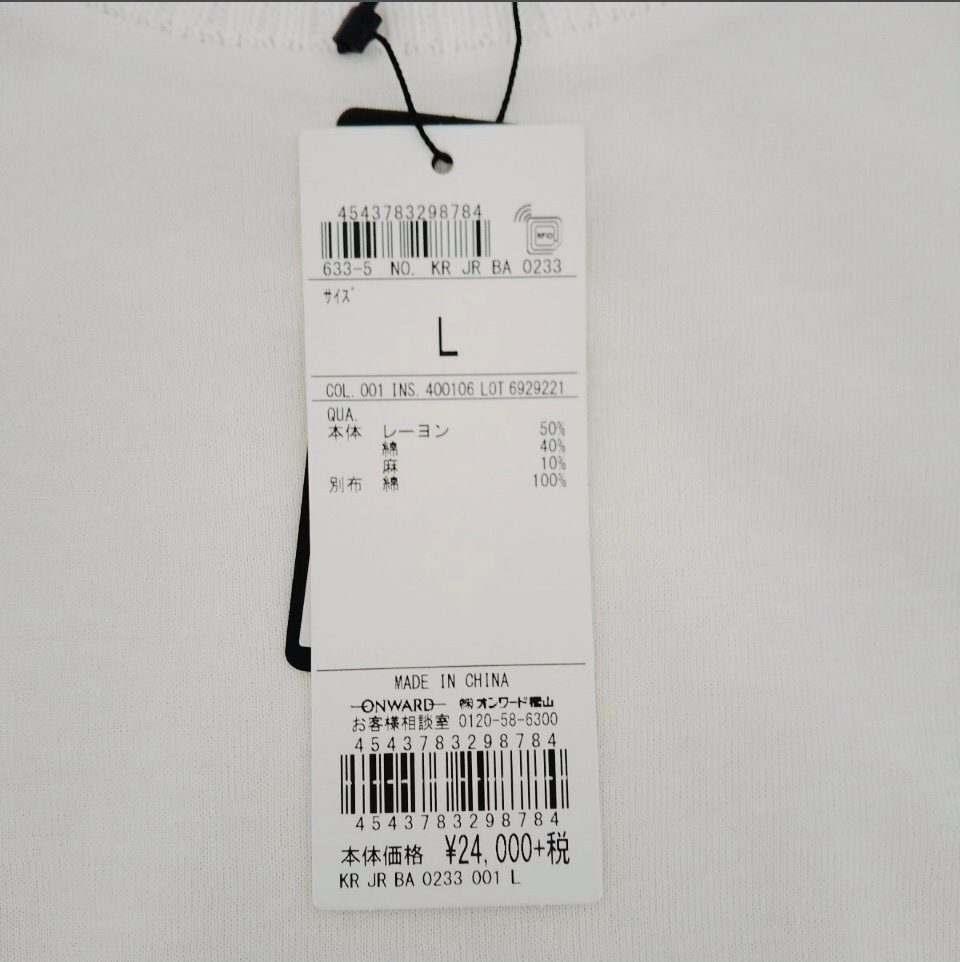 4543783298784
RFID
633-5 NO. KR JR BA 0233
サイズ
L
COL. 001 INS. 400106 LOT 6929221
QUA.
本体 レーヨン 50%
綿 40%
麻 10%
別布 綿 100%
MADE IN CHINA
ONWARD ㈱オンワード樫山
お客様相談室 0120-58-6300
4543783298784
4543783298784
本体価格 ¥24,000+税
KR JR BA 0233 001 L